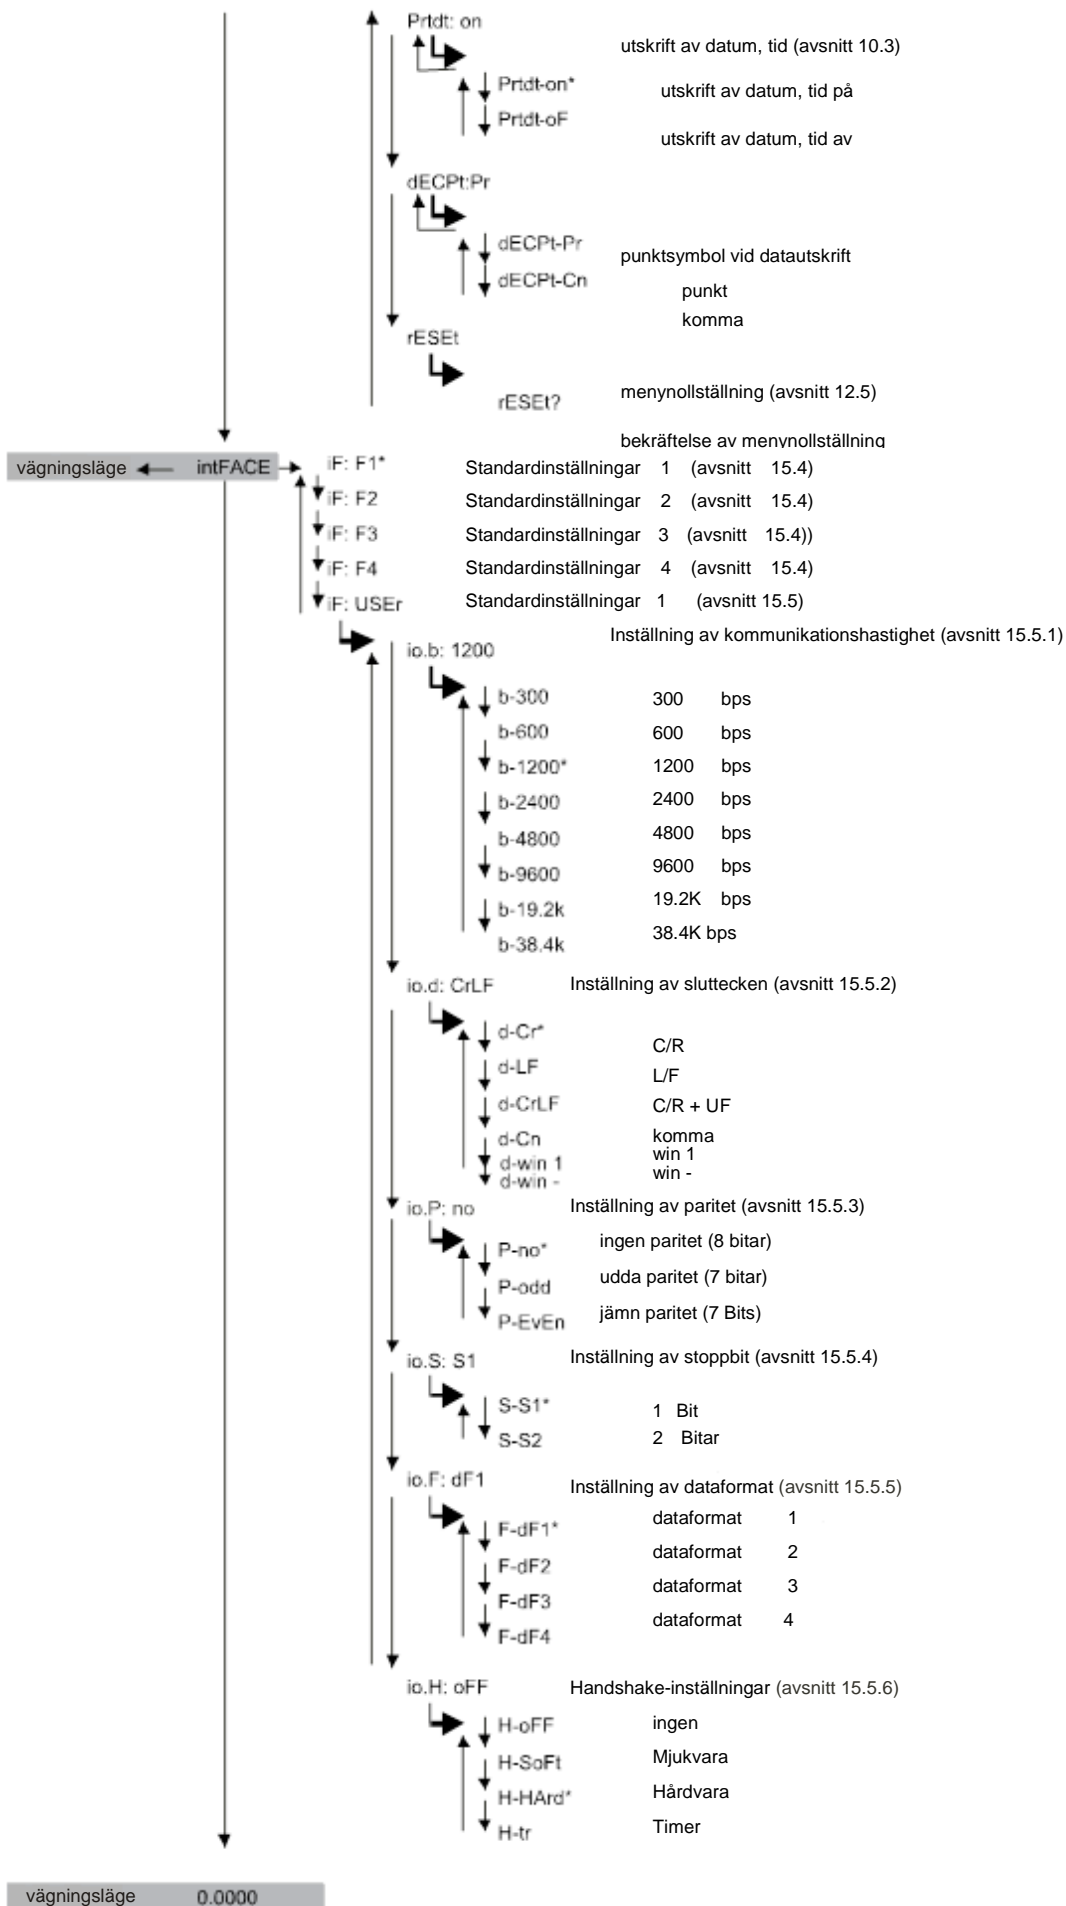 Prtdt: on
utskrift av datum, tid (avsnitt 10.3)
Prtdt-on* utskrift av datum, tid på
Prtdt-oF
utskrift av datum, tid av
dECPt:Pr
dECPt-Pr
punktsymbol vid datautskrift
dECPt-Cn
punkt
komma
rESEt
menynollställning (avsnitt 12.5)
rESEt?
bekräftelse av menynollställning
vägningsläge intFACE iF: F1* Standardinställningar 1 (avsnitt 15.4)
iF: F2 Standardinställningar 2 (avsnitt 15.4)
iF: F3 Standardinställningar 3 (avsnitt 15.4))
iF: F4 Standardinställningar 4 (avsnitt 15.4)
iF: USEr Standardinställningar 1 (avsnitt 15.5)
Inställning av kommunikationshastighet (avsnitt 15.5.1)
io.b: 1200
b-300 300 bps
b-600 600 bps
b-1200* 1200 bps
b-2400 2400 bps
b-4800 4800 bps
b-9600 9600 bps
b-19.2k 19.2K bps
b-38.4k 38.4K bps
io.d: CrLF Inställning av sluttecken (avsnitt 15.5.2)
d-Cr* C/R
d-LF L/F
d-CrLF C/R + UF
d-Cn komma
d-win 1 win 1
d-win - win -
io.P: no Inställning av paritet (avsnitt 15.5.3)
P-no* ingen paritet (8 bitar)
P-odd udda paritet (7 bitar)
P-EvEn jämn paritet (7 Bits)
io.S: S1 Inställning av stoppbit (avsnitt 15.5.4)
S-S1* 1 Bit
S-S2 2 Bitar
io.F: dF1 Inställning av dataformat (avsnitt 15.5.5)
F-dF1* dataformat 1
F-dF2 dataformat 2
F-dF3 dataformat 3
F-dF4 dataformat 4
io.H: oFF Handshake-inställningar (avsnitt 15.5.6)
H-oFF ingen
H-SoFt Mjukvara
H-HArd* Hårdvara
H-tr Timer
vägningsläge 0.0000